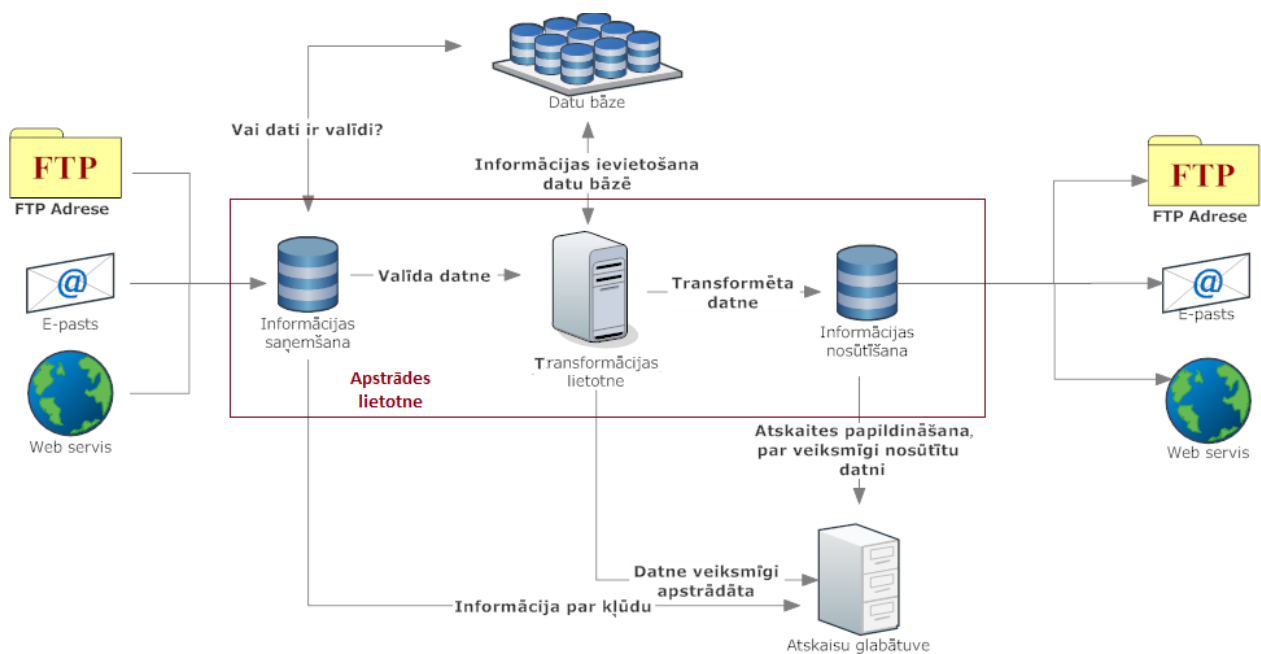 Datu bāze
Vai dati ir valīdi?
Informācijas ievietošana
datu bāzē
FTP
FTP Adrese
@
E-pasts
Web servis
Informācijas
saņemšana
Valīda datne
Transformācijas
lietotne
Transformēta
datne
Informācijas
nosūtīšana
Apstrādes
lietotne
FTP
FTP Adrese
@
E-pasts
Web servis
Atskaites papildināšana,
par veiksmīgi nosūtītu
datni
Datne veiksmīgi
apstrādāta
Informācija par kļūdu
Atskaisu glabātuve